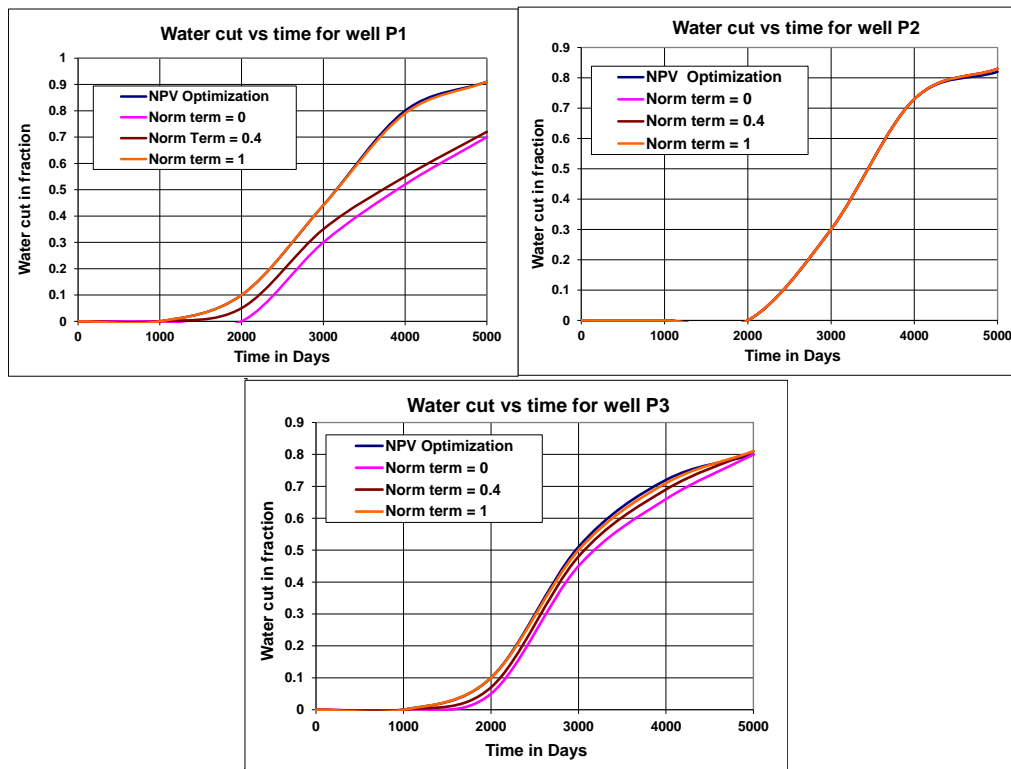 Water cut vs time for well P1
Water cut in fraction
1
0.9
0.8
0.7
0.6
0.5
0.4
0.3
0.2
0.1
0
NPV Optimization
Norm term = 0
Norm Term = 0.4
Norm term = 1
0 1000 2000 3000 4000 5000
Time in Days
Water cut vs time for well P2
Water cut in fraction
0.9
0.8
0.7
0.6
0.5
0.4
0.3
0.2
0.1
0
NPV Optimization
Norm term = 0
Norm term = 0.4
Norm term = 1
0 1000 2000 3000 4000 5000
Time in Days
Water cut vs time for well P3
Water cut in fraction
0.9
0.8
0.7
0.6
0.5
0.4
0.3
0.2
0.1
0
NPV Optimization
Norm term = 0
Norm term = 0.4
Norm term = 1
0 1000 2000 3000 4000 5000
Time in Days